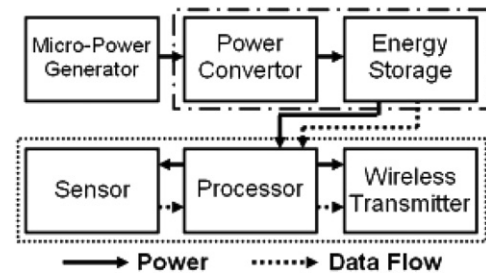 Micro-Power
Generator
Power
Convertor
Energy
Storage
Sensor
Processor
Wireless
Transmitter
Power
Data Flow